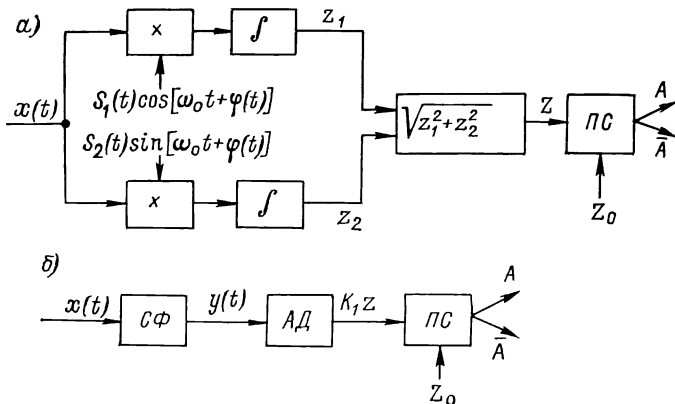 а)
x
∫
Z₁
x(t)
S₁(t)cos[ω₀t+φ(t)]
S₂(t)sin[ω₀t+φ(t)]
√Z₁²+Z₂²
Z
ПС
A
Ā
Z₀
x
∫
Z₂
б)
x(t)
СФ
y(t)
АД
K₁Z
ПС
A
Ā
Z₀